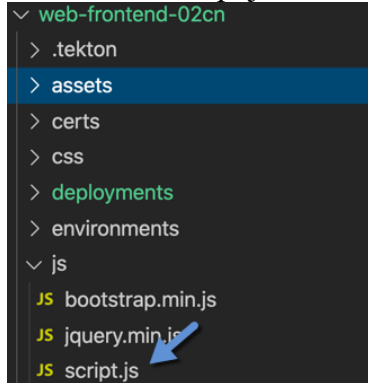 web-frontend-02cn
.tekton
assets
certs
css
deployments
environments
js
JS bootstrap.min.js
JS jquery.min.js
JS script.js